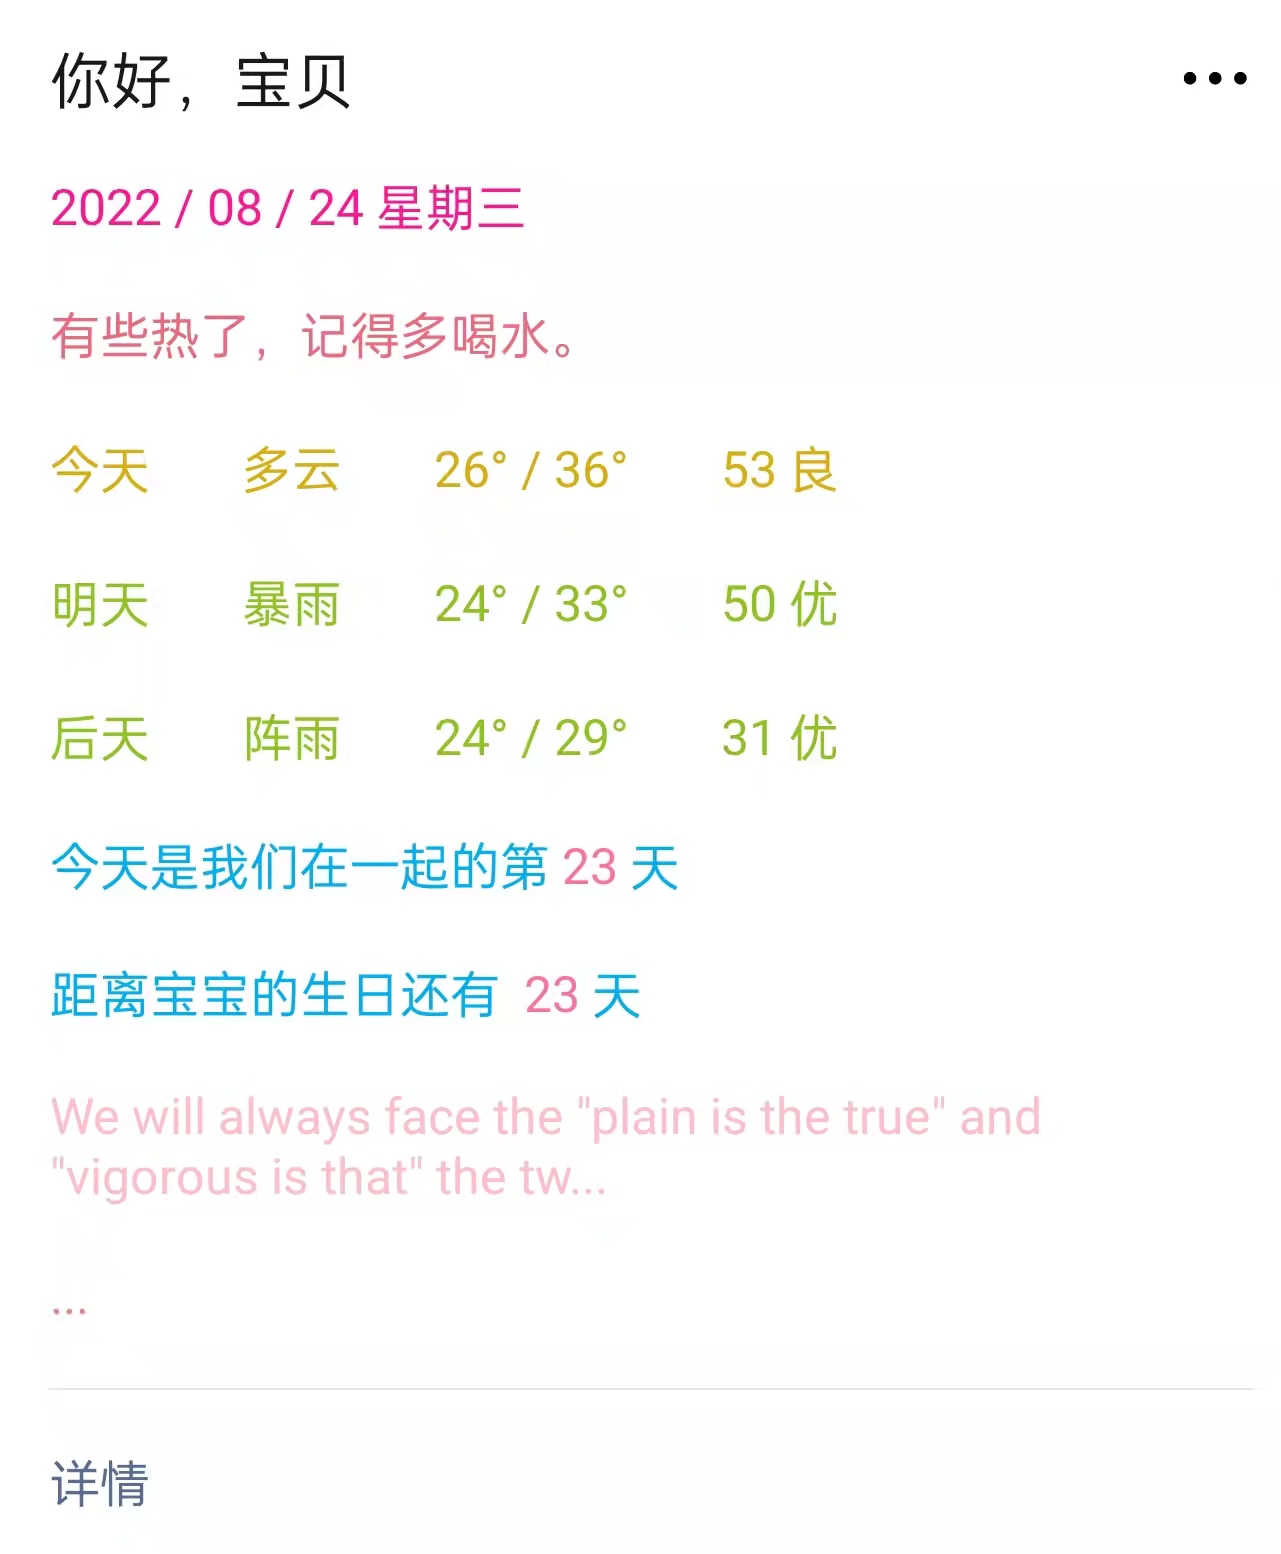 你好，宝贝
2022 / 08 / 24 星期三
有些热了，记得多喝水。
今天 多云 26° / 36° 53 良
明天 暴雨 24° / 33° 50 优
后天 阵雨 24° / 29° 31 优
今天是我们在一起的第 23 天
距离宝宝的生日还有 23 天
We will always face the "plain is the true" and
"vigorous is that" the tw...
...
详情